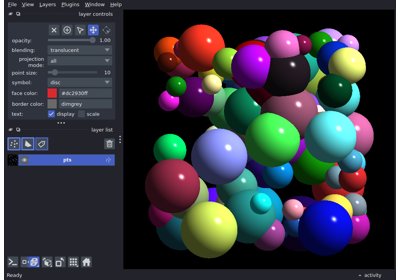 File View Layers Plugins Window Help
layer controls
opacity: 1.00
blending: translucent
projection mode: all
point size: 10
symbol: disc
face color: #dc2930ff
border color: dimgrey
text: display scale
layer list
pts
Ready
activity